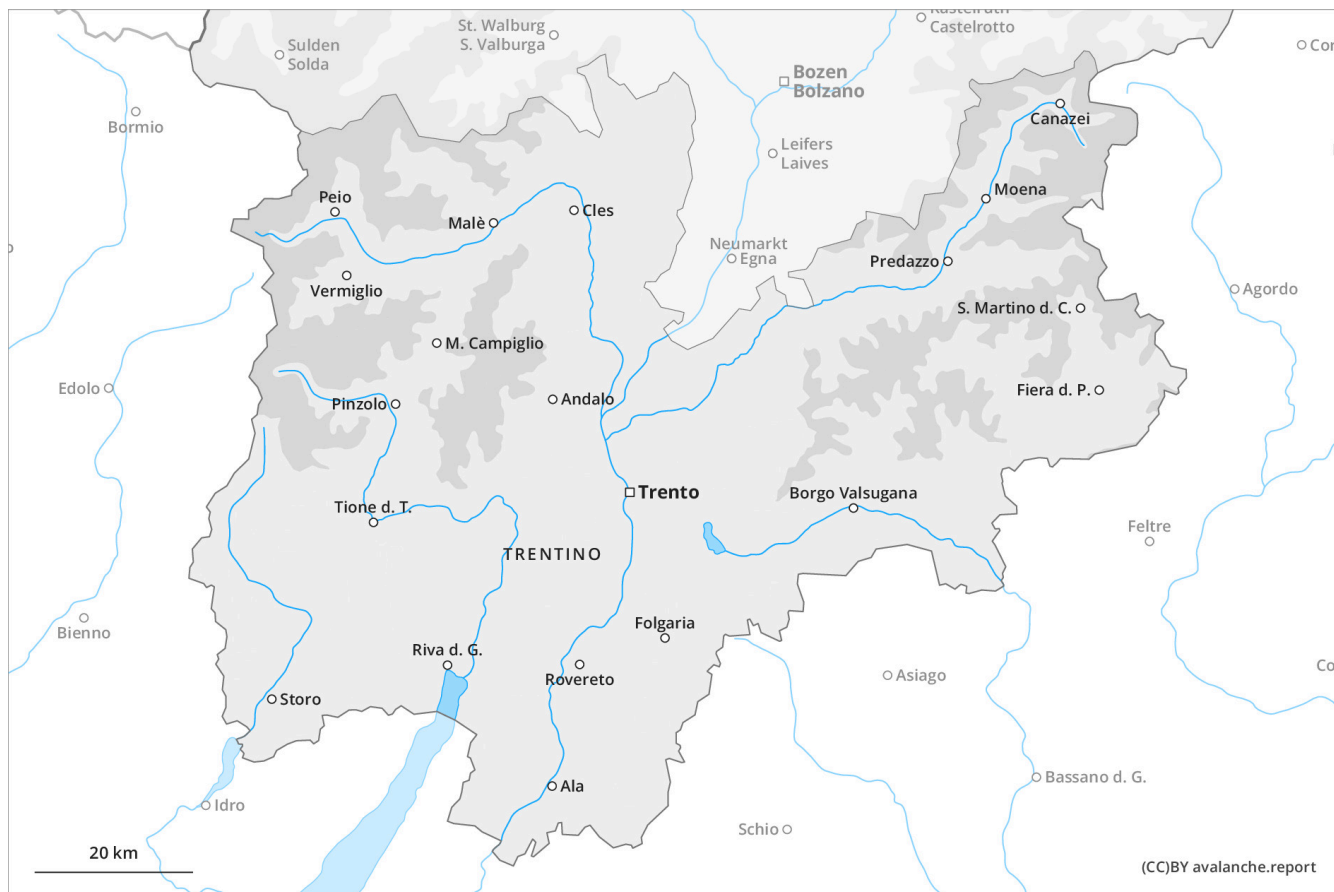 Kastelruth
Castelrotto
St. Walburg
S. Valburga
Sulden
Solda
Bozen
Bolzano
Bormio
Canazei
Leifers
Laives
Moena
Peio
Malè
Cles
Neumarkt
Egna
Predazzo
Vermiglio
Agordo
S. Martino d. C.
M. Campiglio
Edolo
Fiera d. P.
Pinzolo
Andalo
Trento
Borgo Valsugana
Tione d. T.
Feltre
TRENTINO
Bienno
Folgaria
Riva d. G.
Rovereto
Asiago
Storo
Bassano d. G.
Ala
Idro
Schio
20 km
(CC)BY avalanche.report